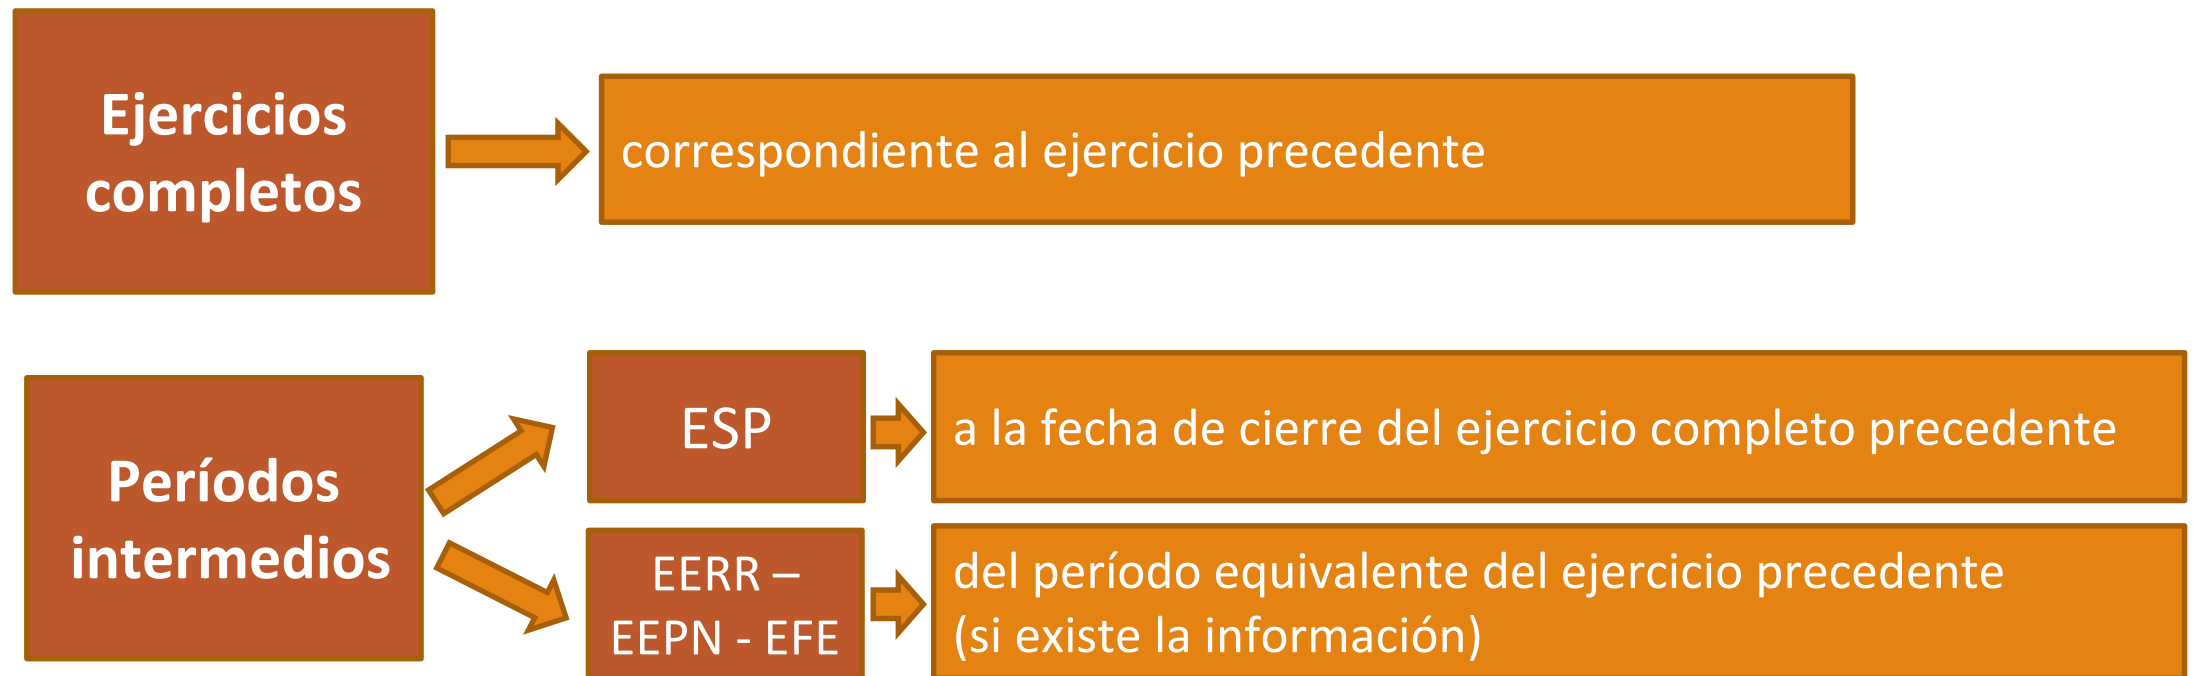 Ejercicios
completos
correspondiente al ejercicio precedente
Períodos
intermedios
ESP
a la fecha de cierre del ejercicio completo precedente
EERR –
EEPN - EFE
del período equivalente del ejercicio precedente
(si existe la información)